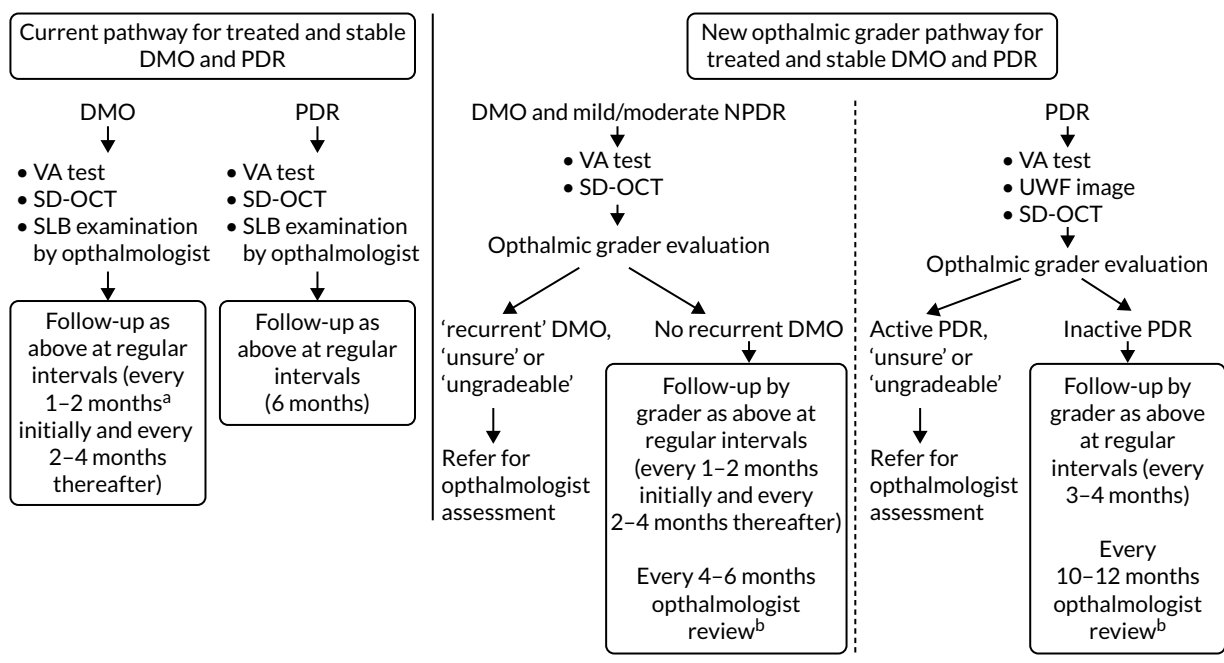 Current pathway for treated and stable
DMO and PDR
DMO
• VA test
• SD-OCT
• SLB examination
by opthalmologist
Follow-up as
above at regular
intervals (every
1–2 monthsᵃ
initially and every
2–4 months
thereafter)
PDR
• VA test
• SD-OCT
• SLB examination
by opthalmologist
Follow-up as
above at regular
intervals
(6 months)
New opthalmic grader pathway for
treated and stable DMO and PDR
DMO and mild/moderate NPDR
• VA test
• SD-OCT
Opthalmic grader evaluation
‘recurrent’ DMO,
‘unsure’ or
‘ungradeable’
Refer for
opthalmologist
assessment
No recurrent DMO
Follow-up by
grader as above at
regular intervals
(every 1–2 months
initially and every
2–4 months thereafter)
Every 4–6 months
opthalmologist
reviewᵇ
PDR
• VA test
• UWF image
• SD-OCT
Opthalmic grader evaluation
Active PDR,
‘unsure’ or
‘ungradeable’
Refer for
opthalmologist
assessment
Inactive PDR
Follow-up by
grader as above
at regular
intervals (every
3–4 months)
Every
10–12 months
opthalmologist
reviewᵇ